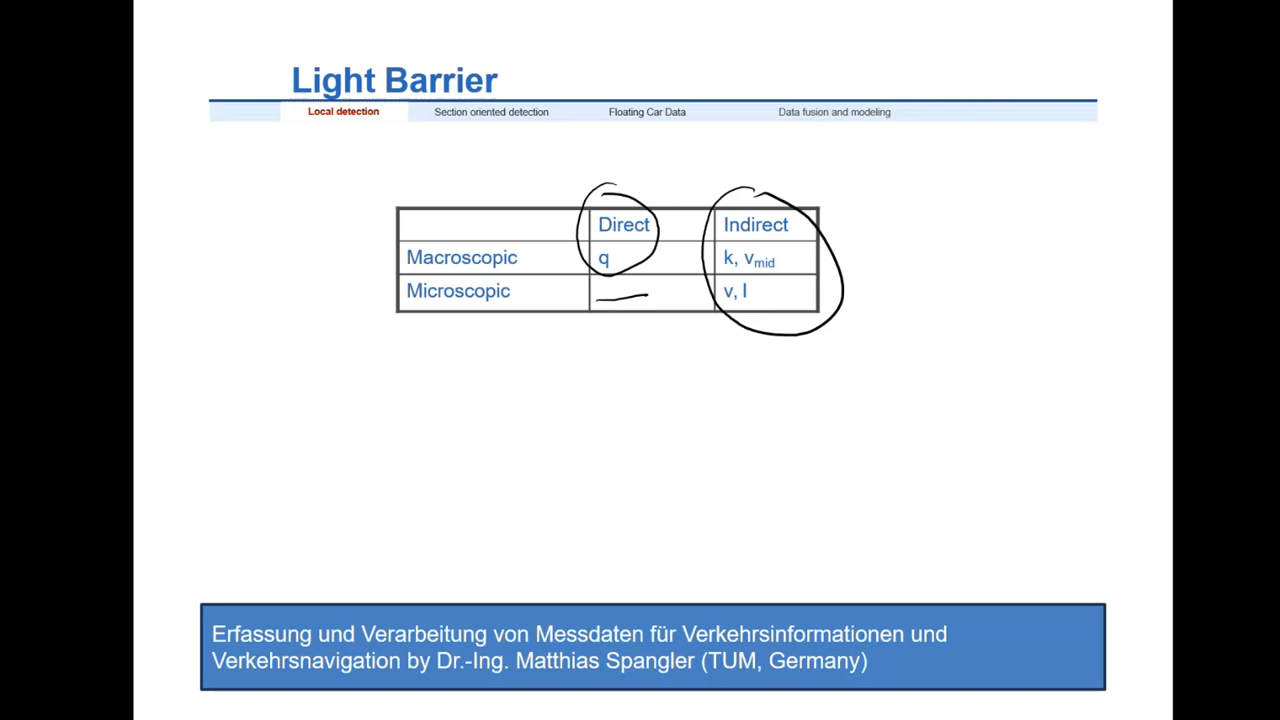 Light Barrier
Local detection Section oriented detection Floating Car Data Data fusion and modeling
Direct Indirect
Macroscopic q k, vmid
Microscopic v, l
Erfassung und Verarbeitung von Messdaten für Verkehrsinformationen und
Verkehrsnavigation by Dr.-Ing. Matthias Spangler (TUM, Germany)